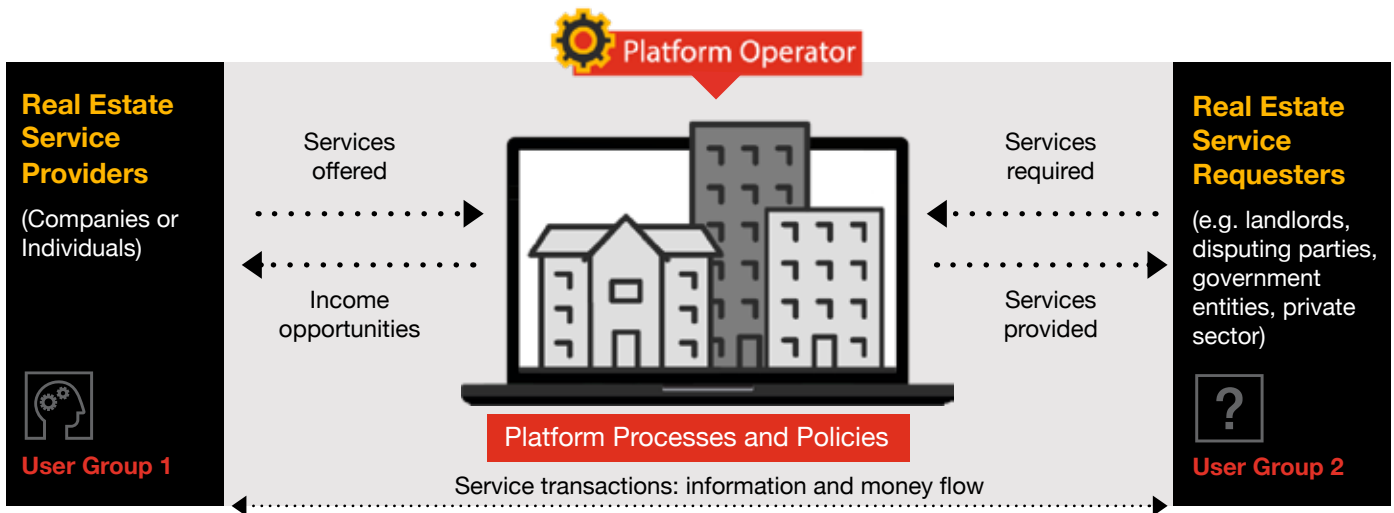 Platform Operator
Real Estate
Service
Providers
(Companies or
Individuals)
User Group 1
Services
offered
Income
opportunities
Services
required
Services
provided
Platform Processes and Policies
Service transactions: information and money flow
Real Estate
Service
Requesters
(e.g. landlords,
disputing parties,
government
entities, private
sector)
?
User Group 2